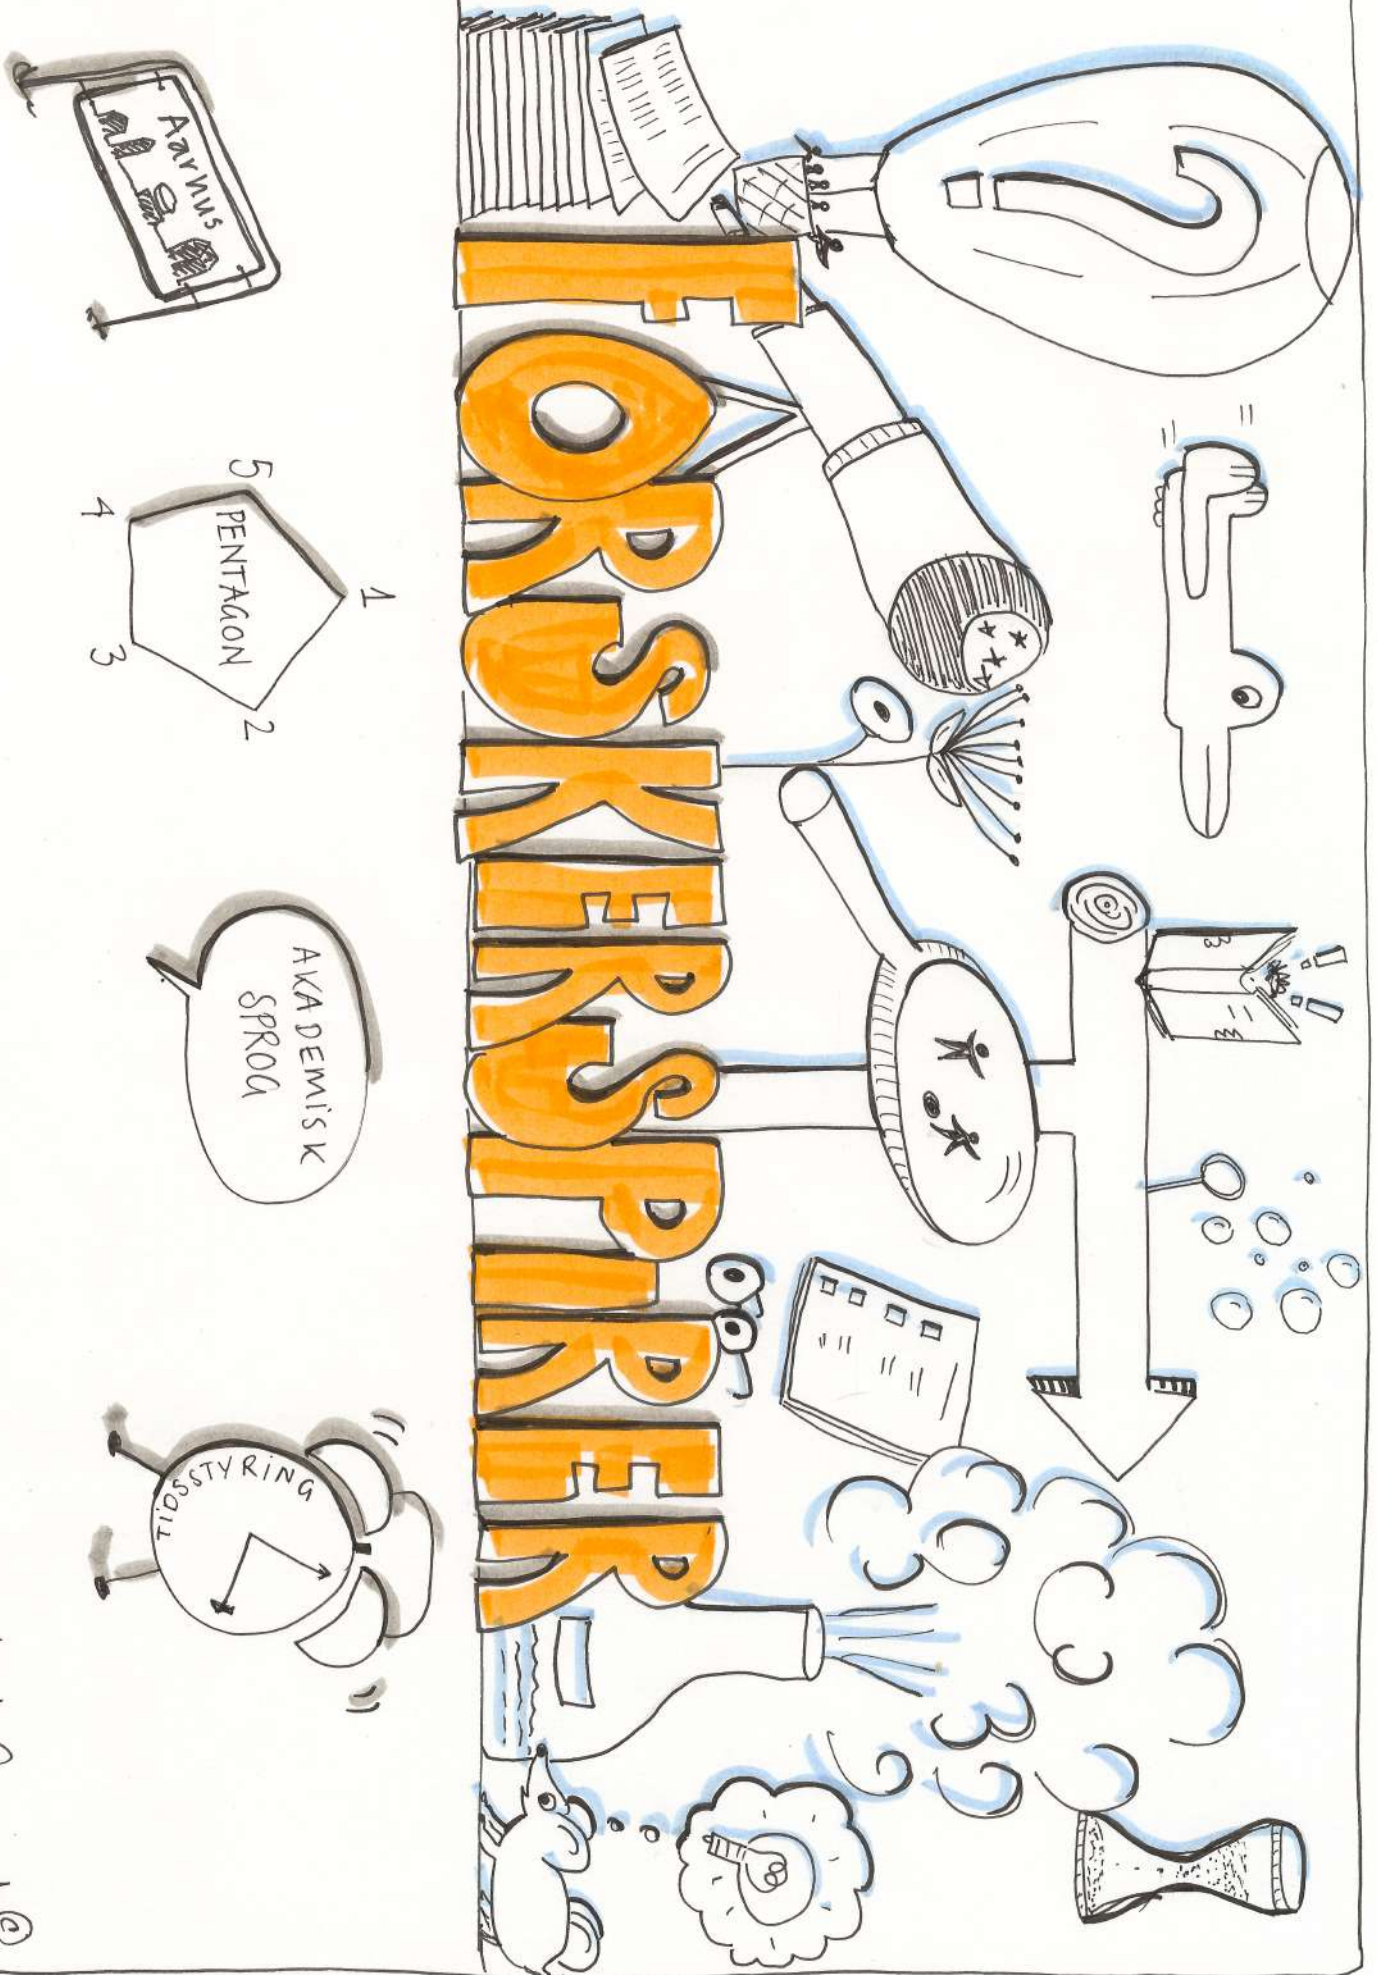 FORSKERSPiRER
Aarhus
1
5
PENTAGON
2
4
3
AKADEMiSK
SPROG
TiDSSTYRiNG